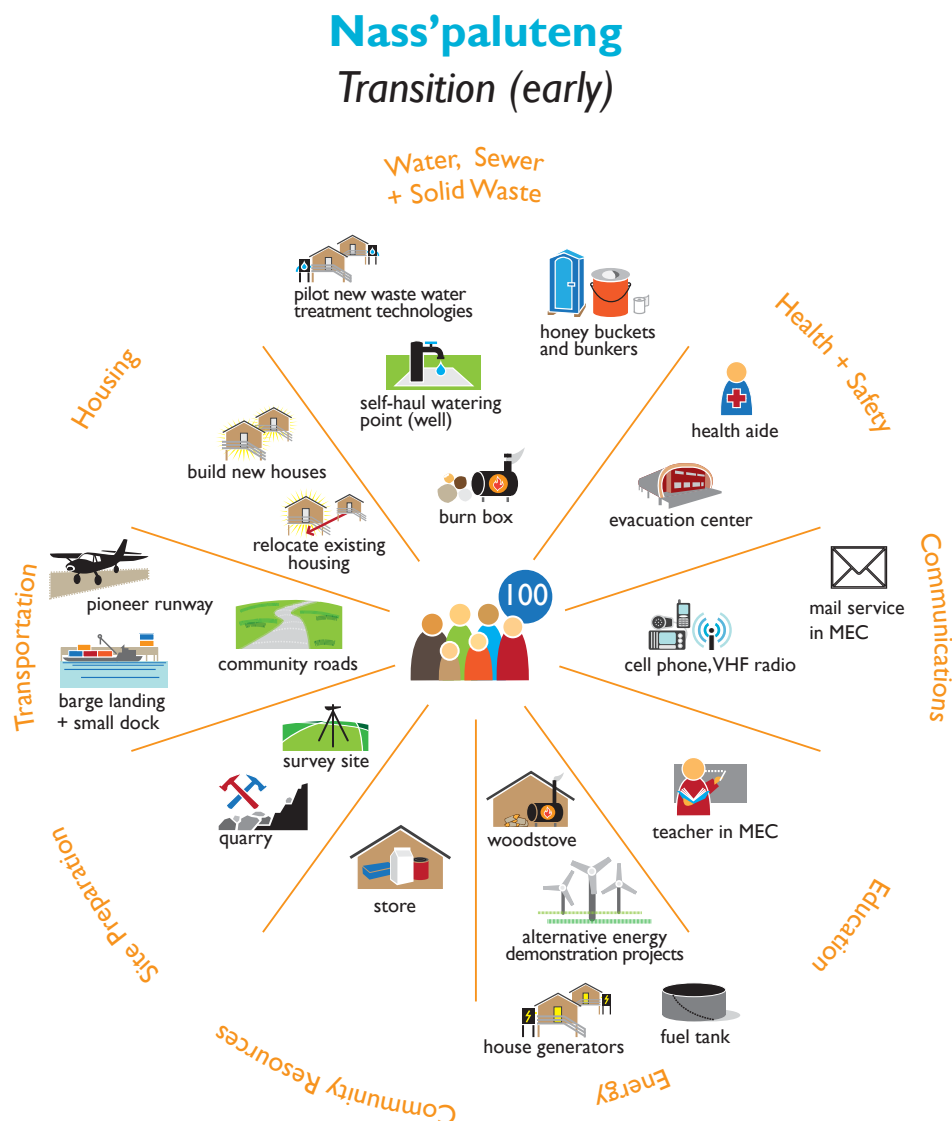 Nass'paluteng
Transition (early)
Water, Sewer
+ Solid Waste
pilot new waste water
treatment technologies
honey buckets
and bunkers
self-haul watering
point (well)
burn box
Health + Safety
health aide
evacuation center
Communications
mail service
in MEC
cell phone, VHF radio
Education
teacher in MEC
Energy
woodstove
alternative energy
demonstration projects
house generators
fuel tank
Community Resources
store
Site Preparation
survey site
quarry
Transportation
pioneer runway
community roads
barge landing
+ small dock
Housing
build new houses
relocate existing
housing
100